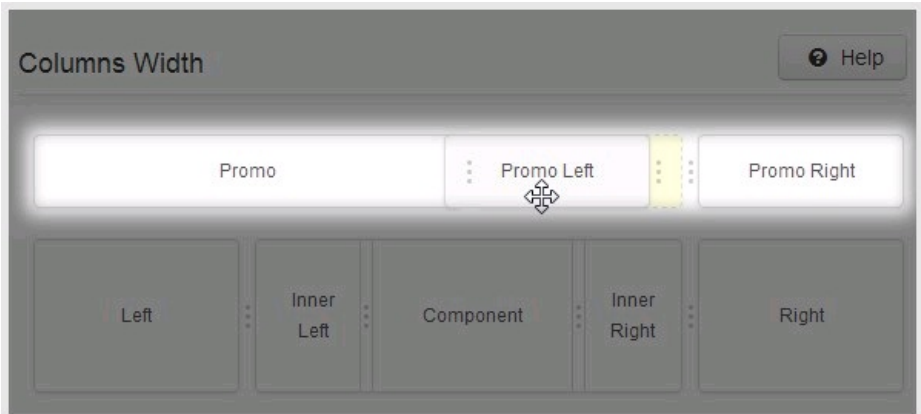 Columns Width
Help
Promo
Promo Left
Promo Right
Left
Inner
Left
Component
Inner
Right
Right